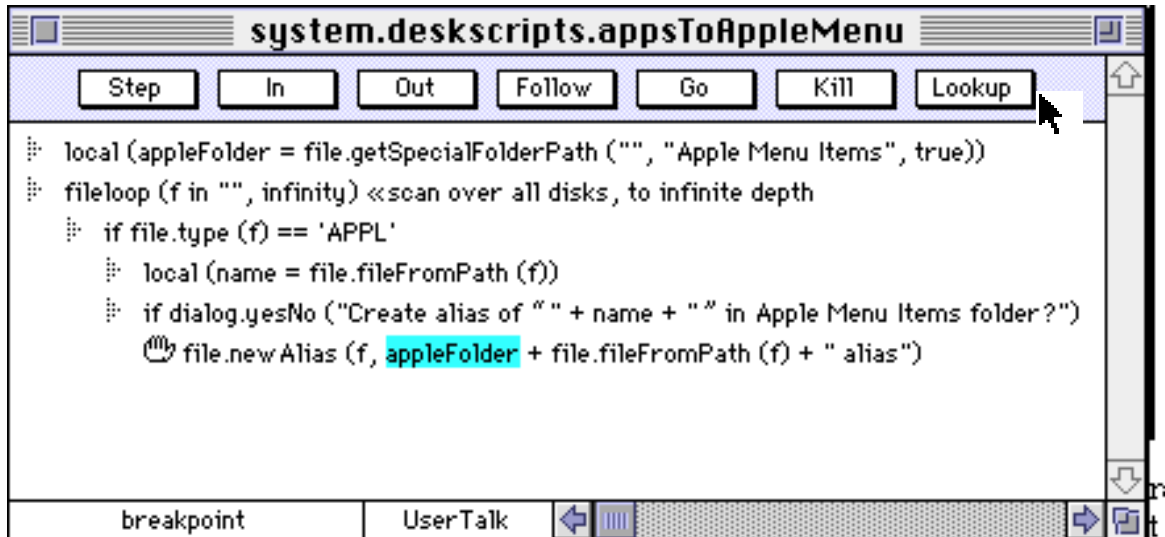 system.deskscripts.appsToAppleMenu
Step In Out Follow Go Kill Lookup
local (appleFolder = file.getSpecialFolderPath ("", "Apple Menu Items", true))
fileloop (f in "", infinity) «scan over all disks, to infinite depth
if file.type (f) == 'APPL'
local (name = file.fileFromPath (f))
if dialog.yesNo ("Create alias of “" + name + "” in Apple Menu Items folder?")
file.newAlias (f, appleFolder + file.fileFromPath (f) + " alias")
breakpoint UserTalk